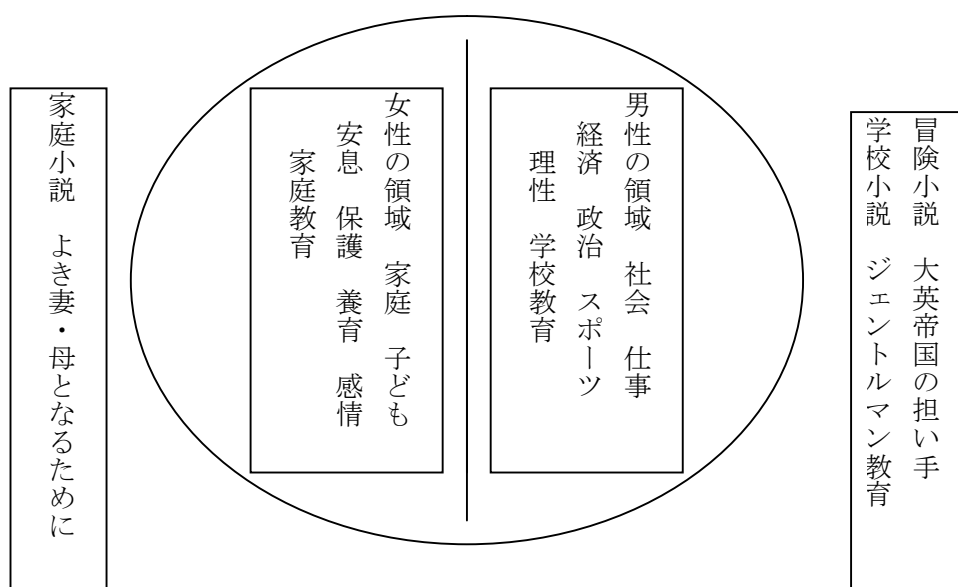 冒険小説　大英帝国の担い手
学校小説　ジェントルマン教育
男性の領域　社会　仕事
経済　政治　スポーツ
理性　学校教育
女性の領域　家庭　子ども
安息　保護　養育　感情
家庭教育
家庭小説　よき妻・母となるために